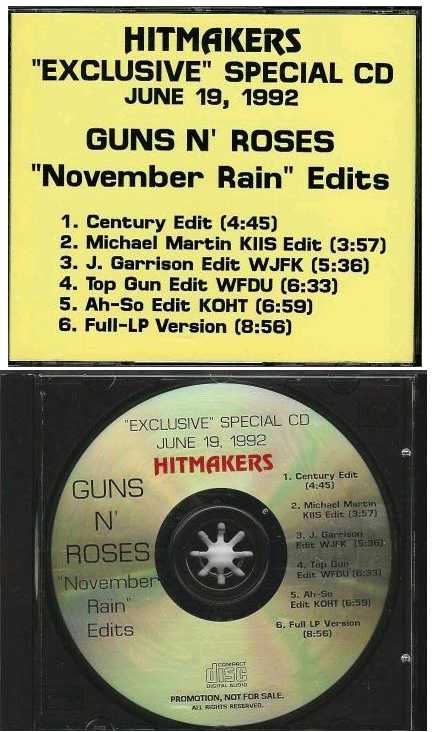 HITMAKERS
"EXCLUSIVE" SPECIAL CD
JUNE 19, 1992
GUNS N' ROSES
"November Rain" Edits
1. Century Edit (4:45)
2. Michael Martin KIIS Edit (3:57)
3. J. Garrison Edit WJFK (5:36)
4. Top Gun Edit WFDU (6:33)
5. Ah-So Edit KOHT (6:59)
6. Full-LP Version (8:56)
"EXCLUSIVE" SPECIAL CD
JUNE 19, 1992
HITMAKERS
GUNS
N'
ROSES
"November
Rain"
Edits
1. Century Edit
(4:45)
2. Michael Martin
KIIS Edit (3:57)
3. J. Garrison
Edit WJFK (5:36)
4. Top Gun
Edit WFDU (6:33)
5. Ah-So
Edit KOHT (6:59)
6. Full LP Version
(8:56)
COMPACT
disc
DIGITAL AUDIO
PROMOTION, NOT FOR SALE.
ALL RIGHTS RESERVED.